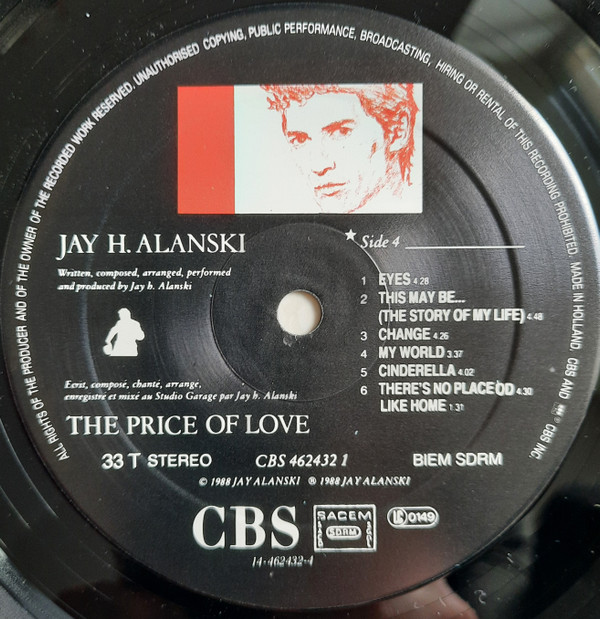 ALL RIGHTS OF THE PRODUCER AND OF THE OWNER OF THE RECORDED WORK RESERVED. UNAUTHORISED COPYING, PUBLIC PERFORMANCE, BROADCASTING, HIRING OR RENTAL OF THIS RECORDING PROHIBITED. MADE IN HOLLAND. CBS AND ARE CBS INC.
JAY H. ALANSKI
Written, composed, arranged, performed
and produced by Jay h. Alanski
Side 4
1 EYES 4 28
2 THIS MAY BE...
(THE STORY OF MY LIFE) 4 48
3 CHANGE 4 26
4 MY WORLD 3 37
5 CINDERELLA 4 02
6 THERE'S NO PLACE OD 4 30
LIKE HOME 1 31
Ecrit, composé, chanté, arrange,
enregistre et mixé au Studio Garage par Jay h. Alanski
THE PRICE OF LOVE
33 T STEREO
CBS 462432 1
BIEM SDRM
© 1988 JAY ALANSKI ℗ 1988 JAY ALANSKI
CBS
SACEM
SDRM
LC 0149
14-462432-4